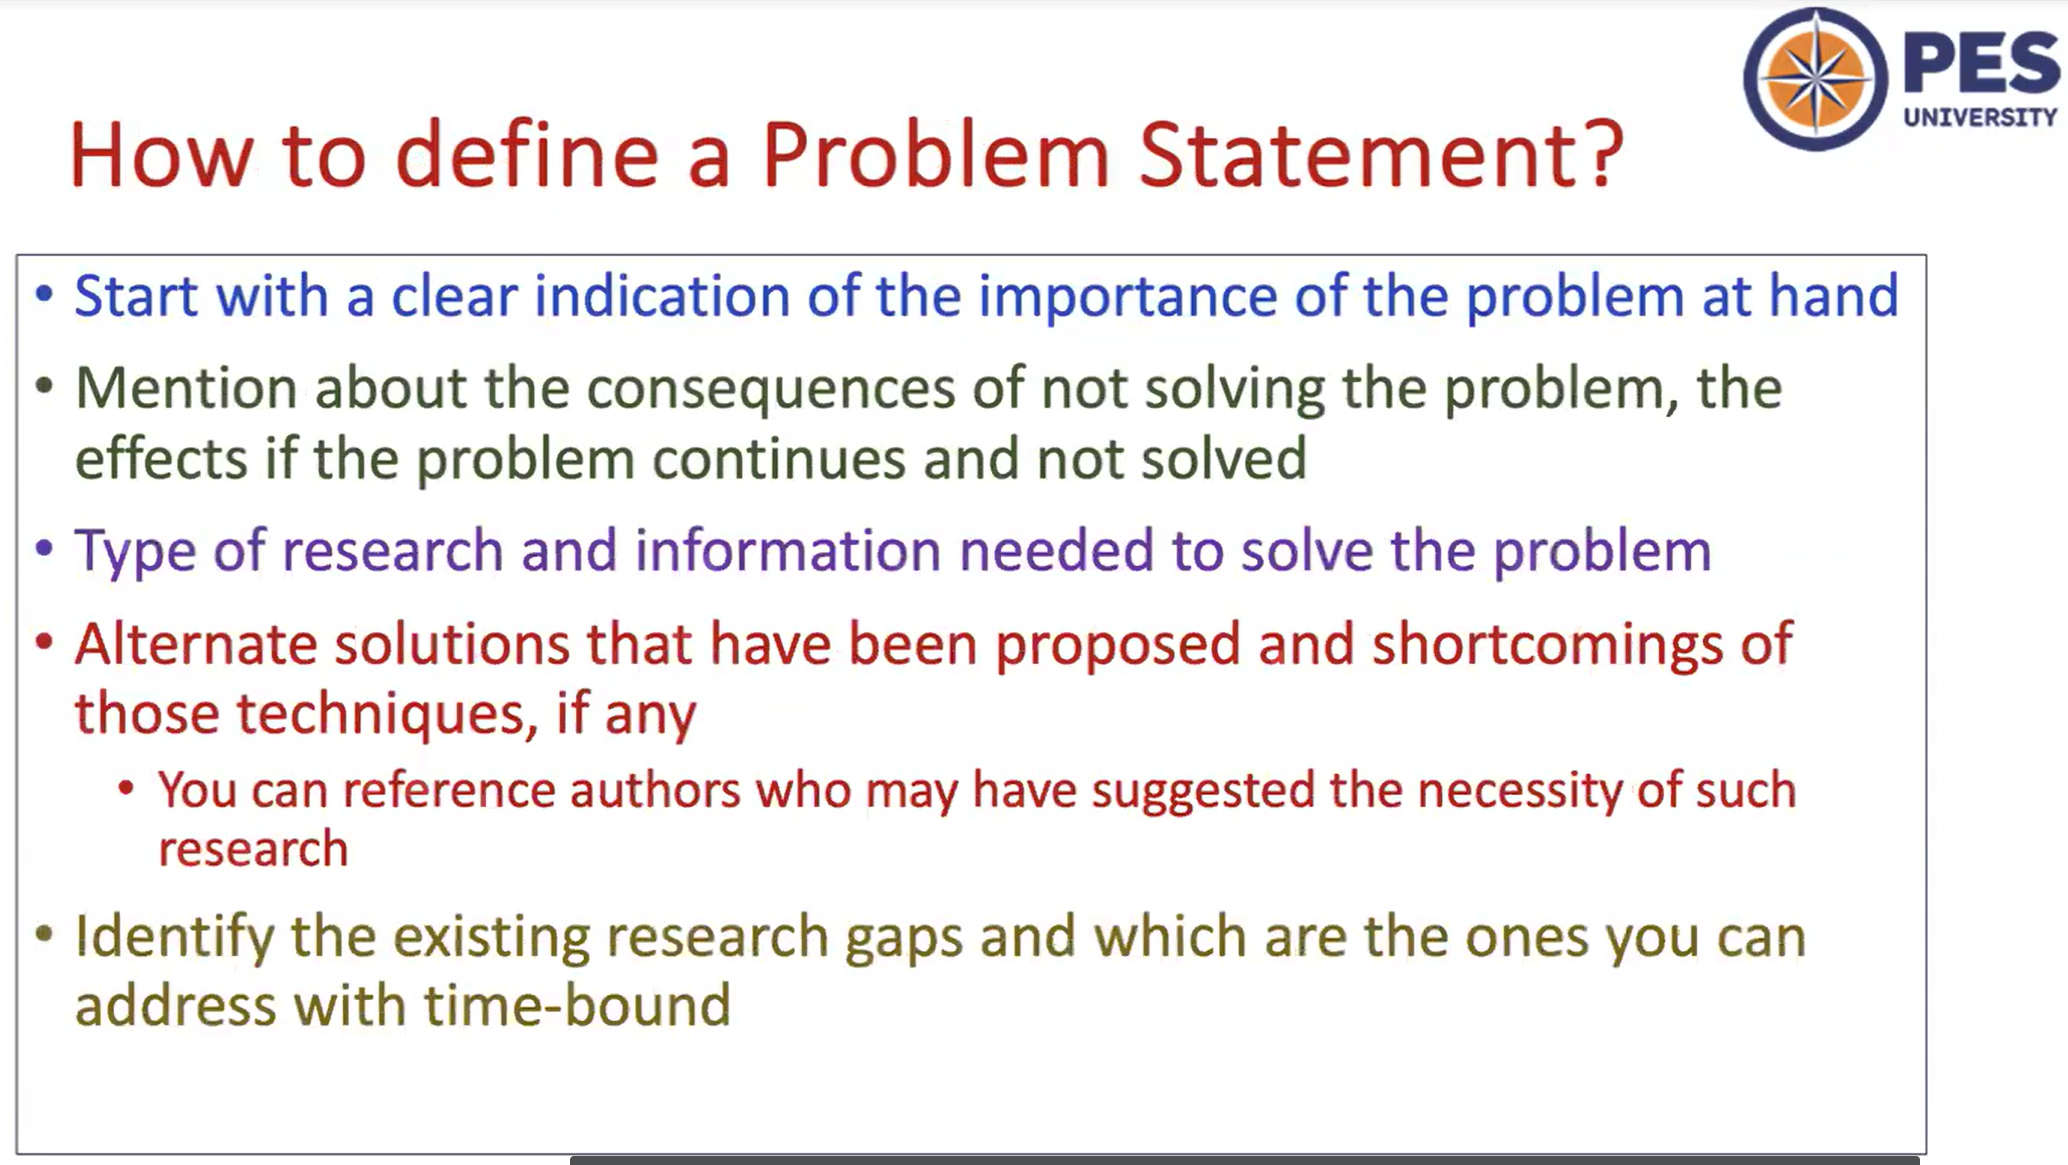 PES
UNIVERSITY
How to define a Problem Statement?
• Start with a clear indication of the importance of the problem at hand
• Mention about the consequences of not solving the problem, the
effects if the problem continues and not solved
• Type of research and information needed to solve the problem
• Alternate solutions that have been proposed and shortcomings of
those techniques, if any
• You can reference authors who may have suggested the necessity of such
research
• Identify the existing research gaps and which are the ones you can
address with time-bound